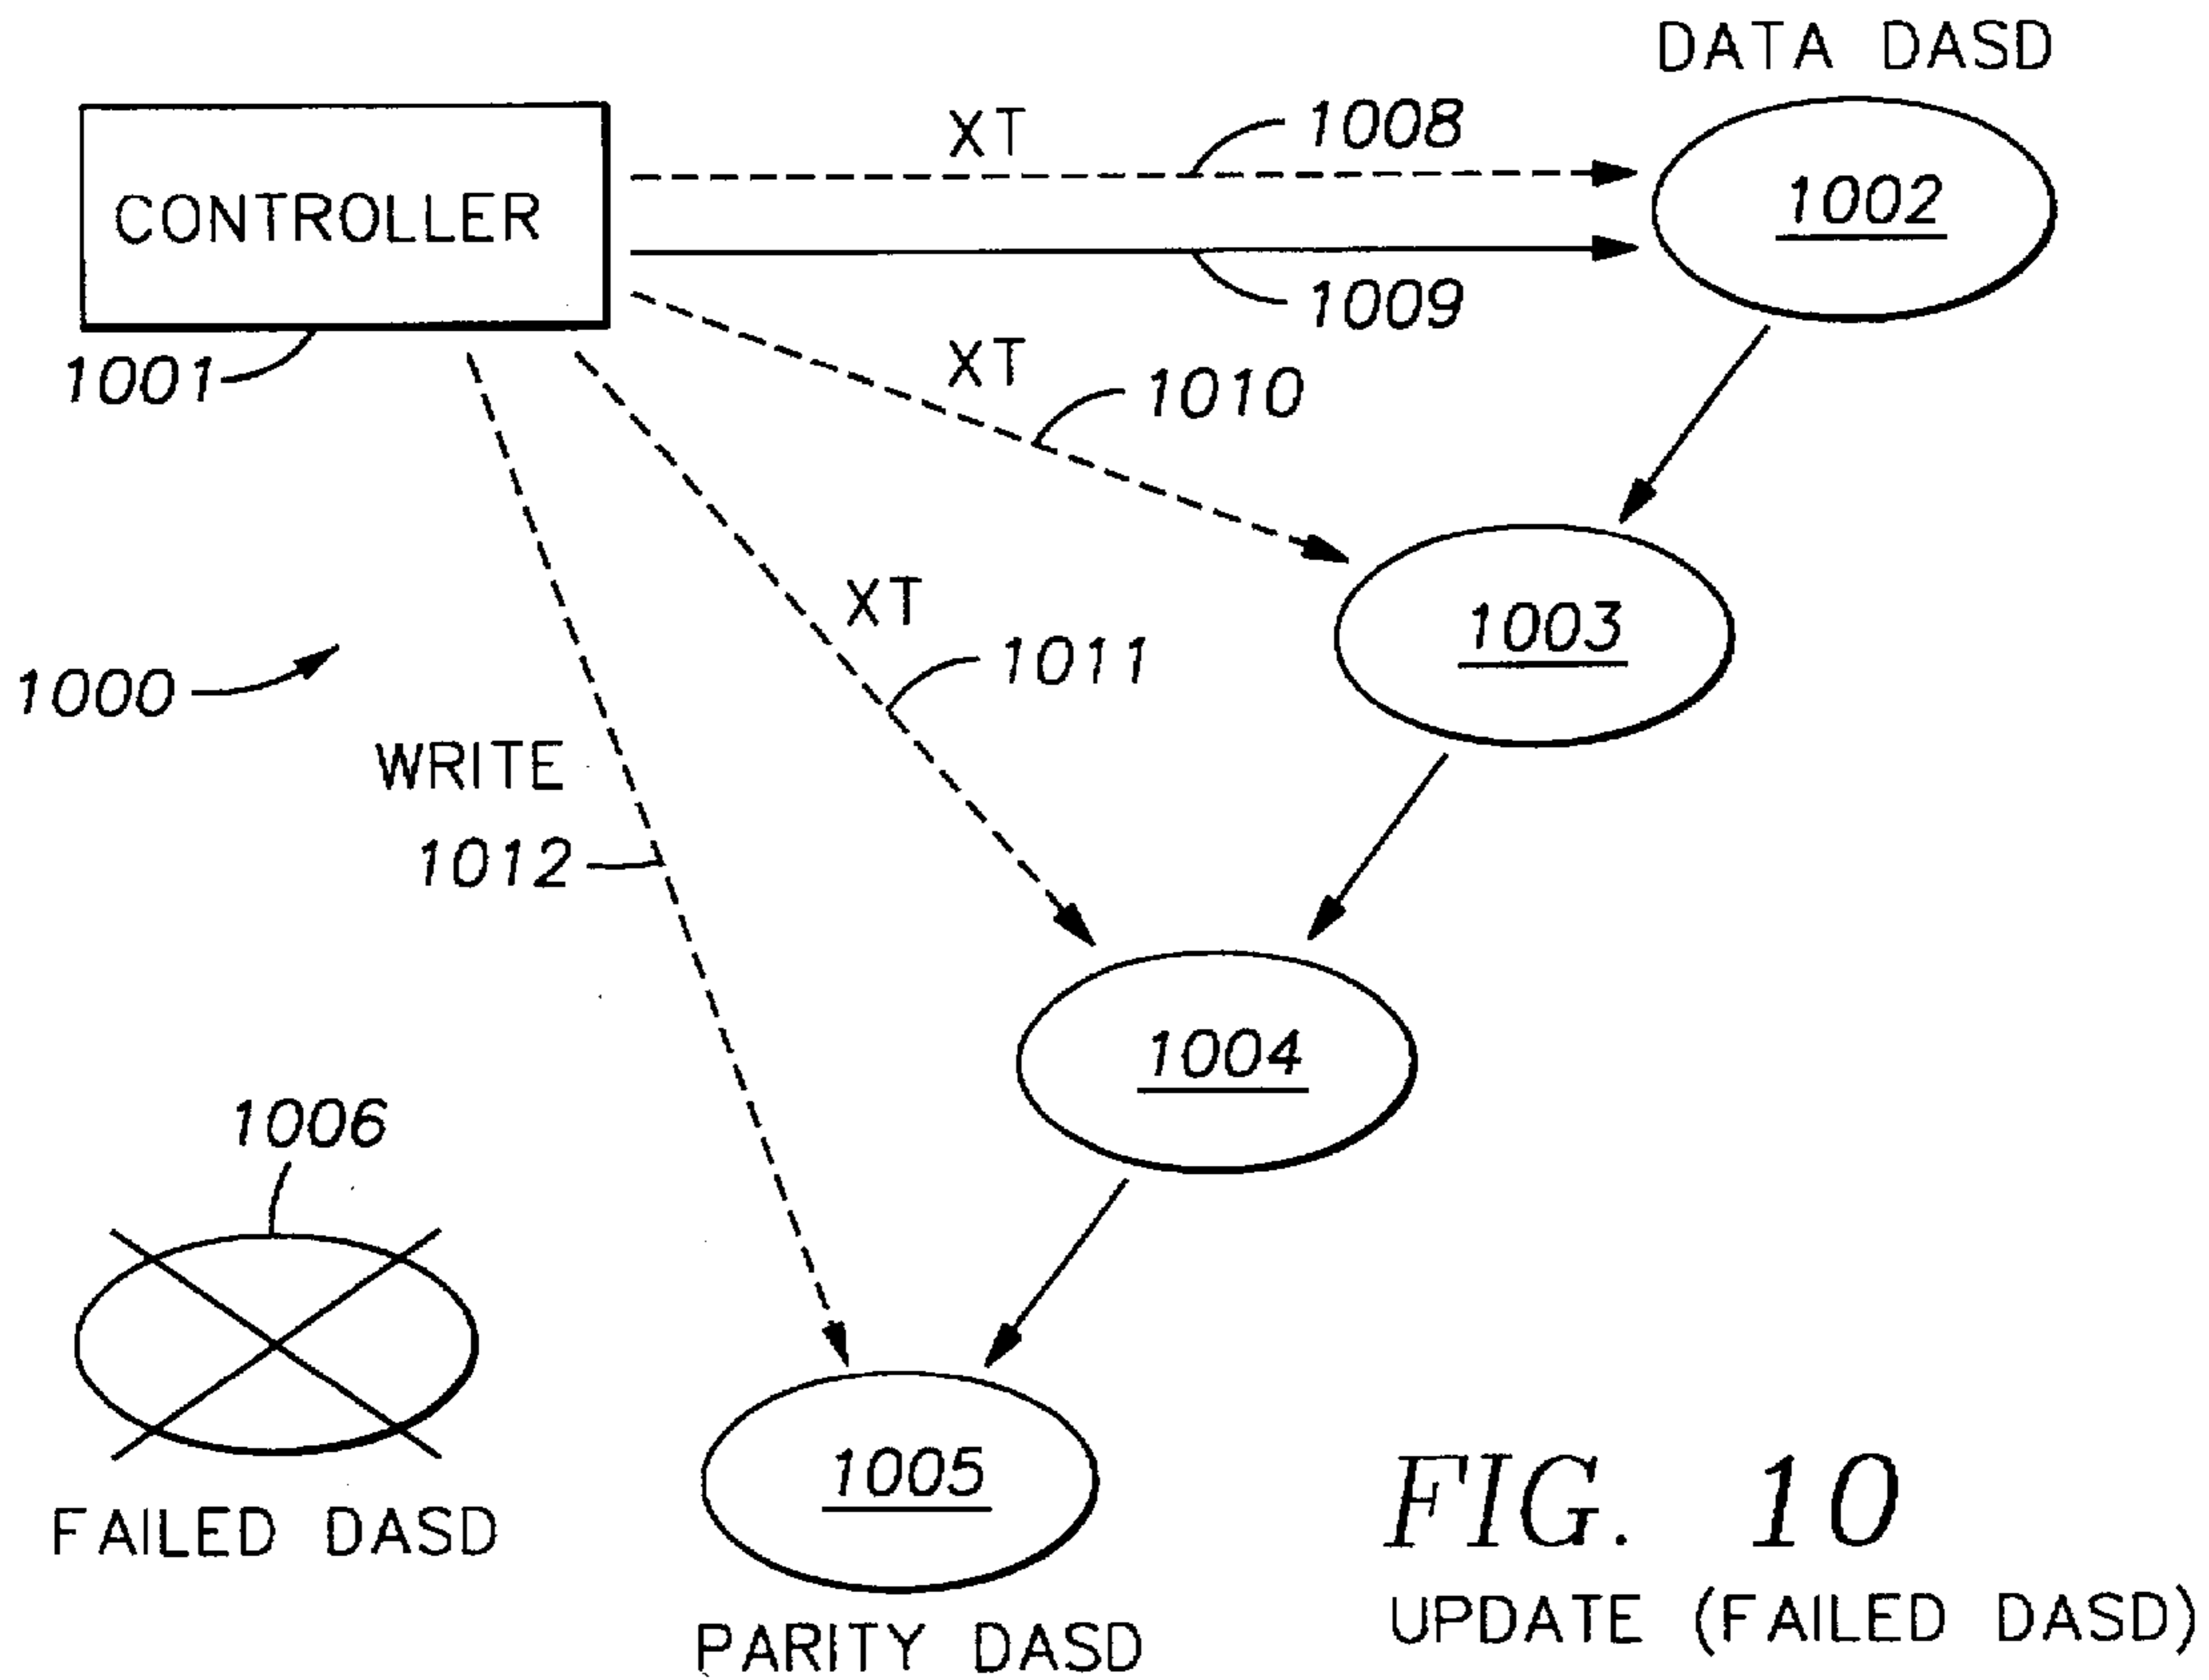 DATA DASD
XT
1008
CONTROLLER
1002
1009
1001
XT
1010
1003
XT
1011
1000
WRITE
1012
1004
1006
1005
FAILED DASD
PARITY DASD
FIG. 10
UPDATE (FAILED DASD)